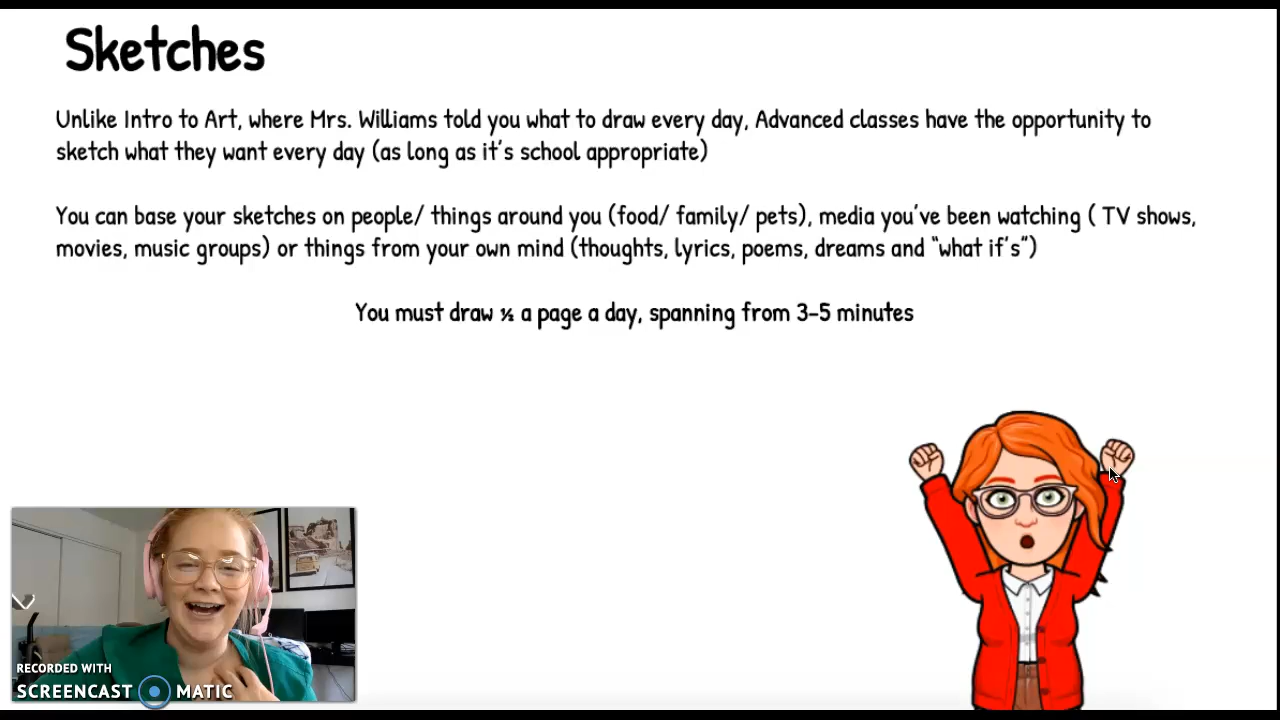 Sketches
Unlike Intro to Art, where Mrs. Williams told you what to draw every day, Advanced classes have the opportunity to
sketch what they want every day (as long as it's school appropriate)
You can base your sketches on people/ things around you (food/ family/ pets), media you've been watching ( TV shows,
movies, music groups) or things from your own mind (thoughts, lyrics, poems, dreams and “what if's”)
You must draw ½ a page a day, spanning from 3-5 minutes
RECORDED WITH
SCREENCAST MATIC